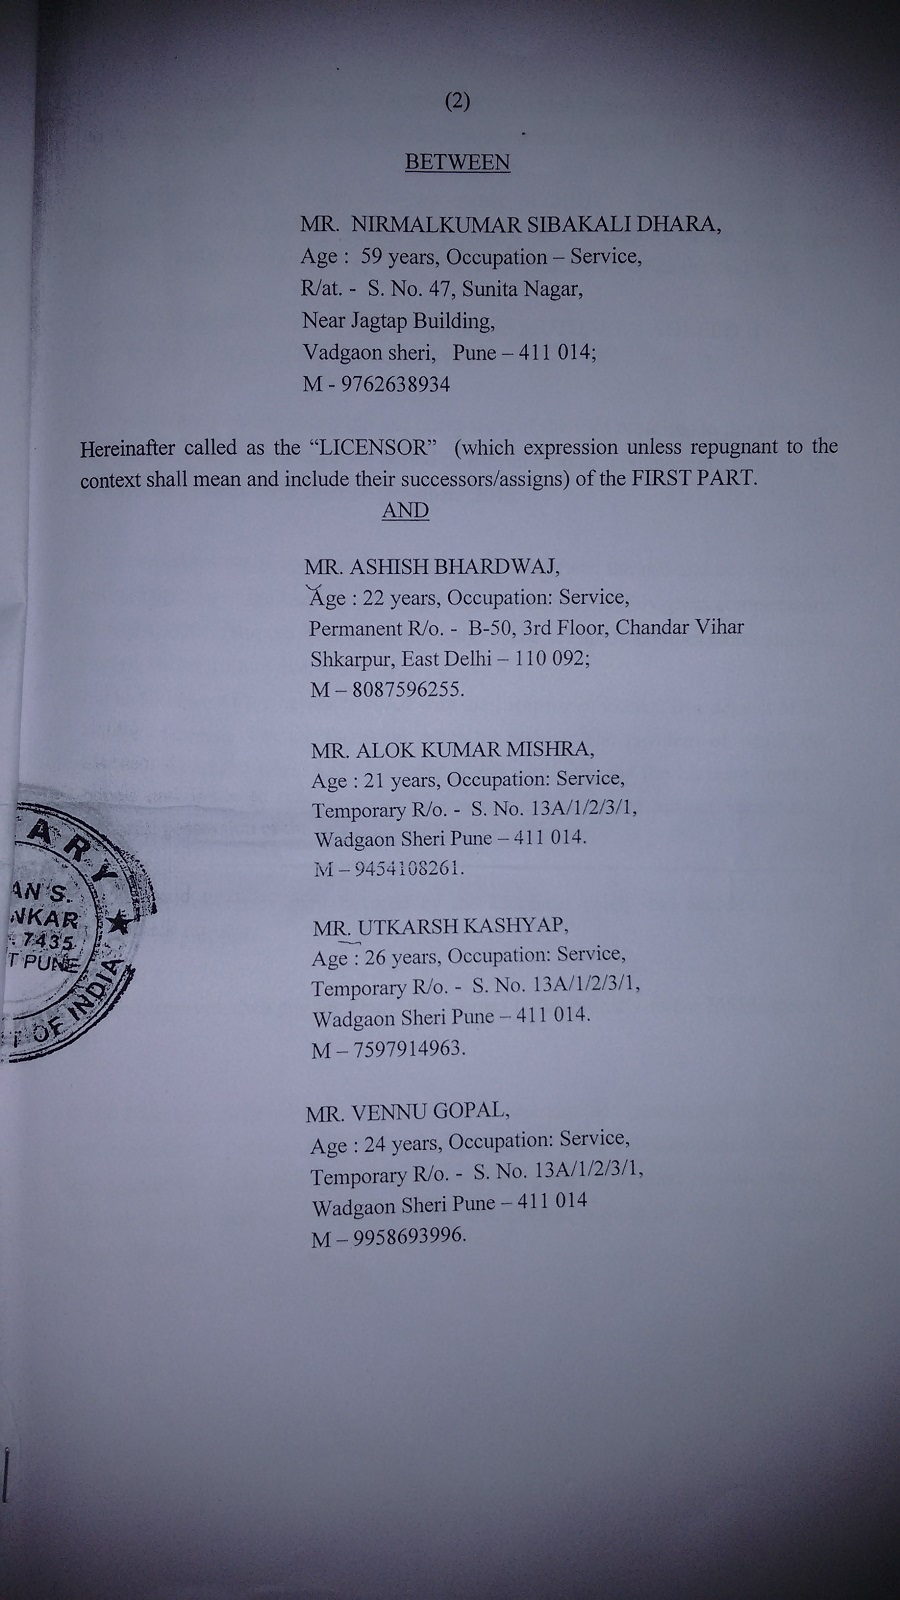 (2)
BETWEEN
MR. NIRMALKUMAR SIBAKALI DHARA,
Age : 59 years, Occupation – Service,
R/at. - S. No. 47, Sunita Nagar,
Near Jagtap Building,
Vadgaon sheri, Pune – 411 014;
M - 9762638934
Hereinafter called as the “LICENSOR” (which expression unless repugnant to the
context shall mean and include their successors/assigns) of the FIRST PART.
AND
MR. ASHISH BHARDWAJ,
Age : 22 years, Occupation: Service,
Permanent R/o. - B-50, 3rd Floor, Chandar Vihar
Shkarpur, East Delhi – 110 092;
M – 8087596255.
MR. ALOK KUMAR MISHRA,
Age : 21 years, Occupation: Service,
Temporary R/o. - S. No. 13A/1/2/3/1,
Wadgaon Sheri Pune – 411 014.
M – 9454108261.
MR. UTKARSH KASHYAP,
Age : 26 years, Occupation: Service,
Temporary R/o. - S. No. 13A/1/2/3/1,
Wadgaon Sheri Pune – 411 014.
M – 7597914963.
MR. VENNU GOPAL,
Age : 24 years, Occupation: Service,
Temporary R/o. - S. No. 13A/1/2/3/1,
Wadgaon Sheri Pune – 411 014
M – 9958693996.
ARY
AN S.
NKAR
7435
T PUNE
OF INDIA